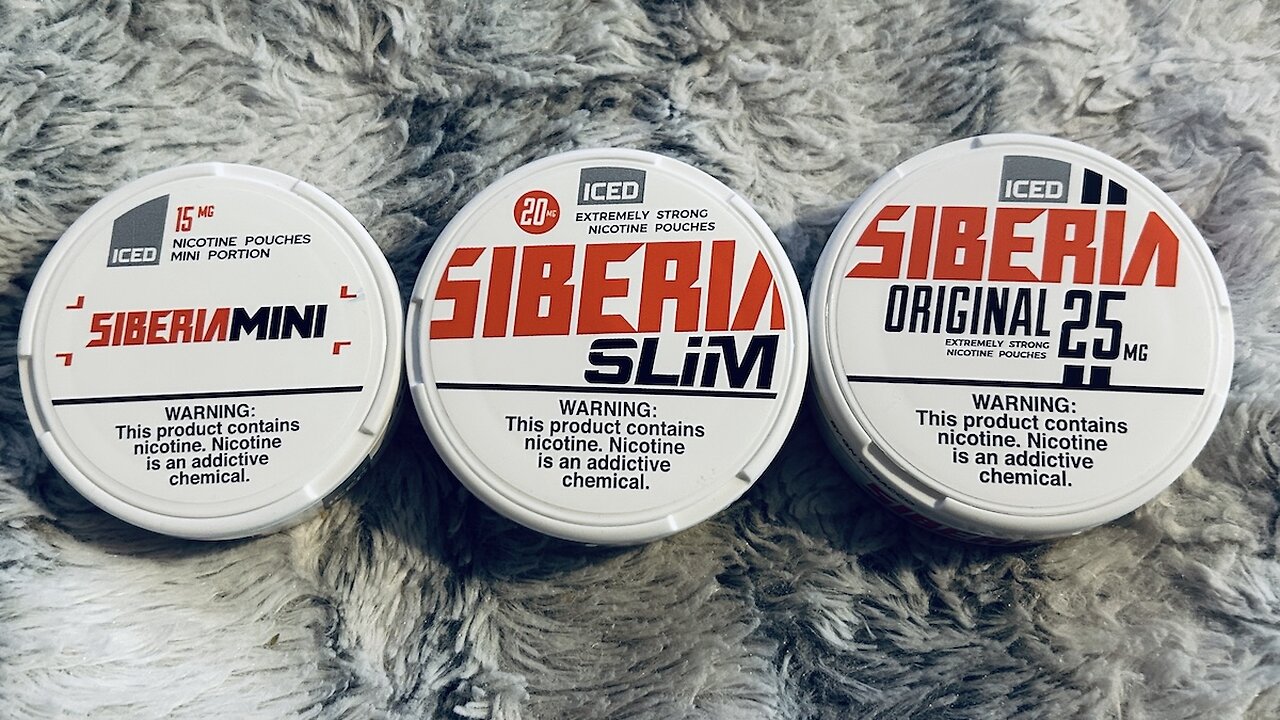 ICED
15 MG
NICOTINE POUCHES
MINI PORTION
SIBERIAMINI
WARNING:
This product contains
nicotine. Nicotine
is an addictive
chemical.
20MG
ICED
EXTREMELY STRONG
NICOTINE POUCHES
SIBERIA
SLiM
WARNING:
This product contains
nicotine. Nicotine
is an addictive
chemical.
ICED
SIBERIA
ORIGINAL 25 MG
EXTREMELY STRONG
NICOTINE POUCHES
WARNING:
This product contains
nicotine. Nicotine
is an addictive
chemical.